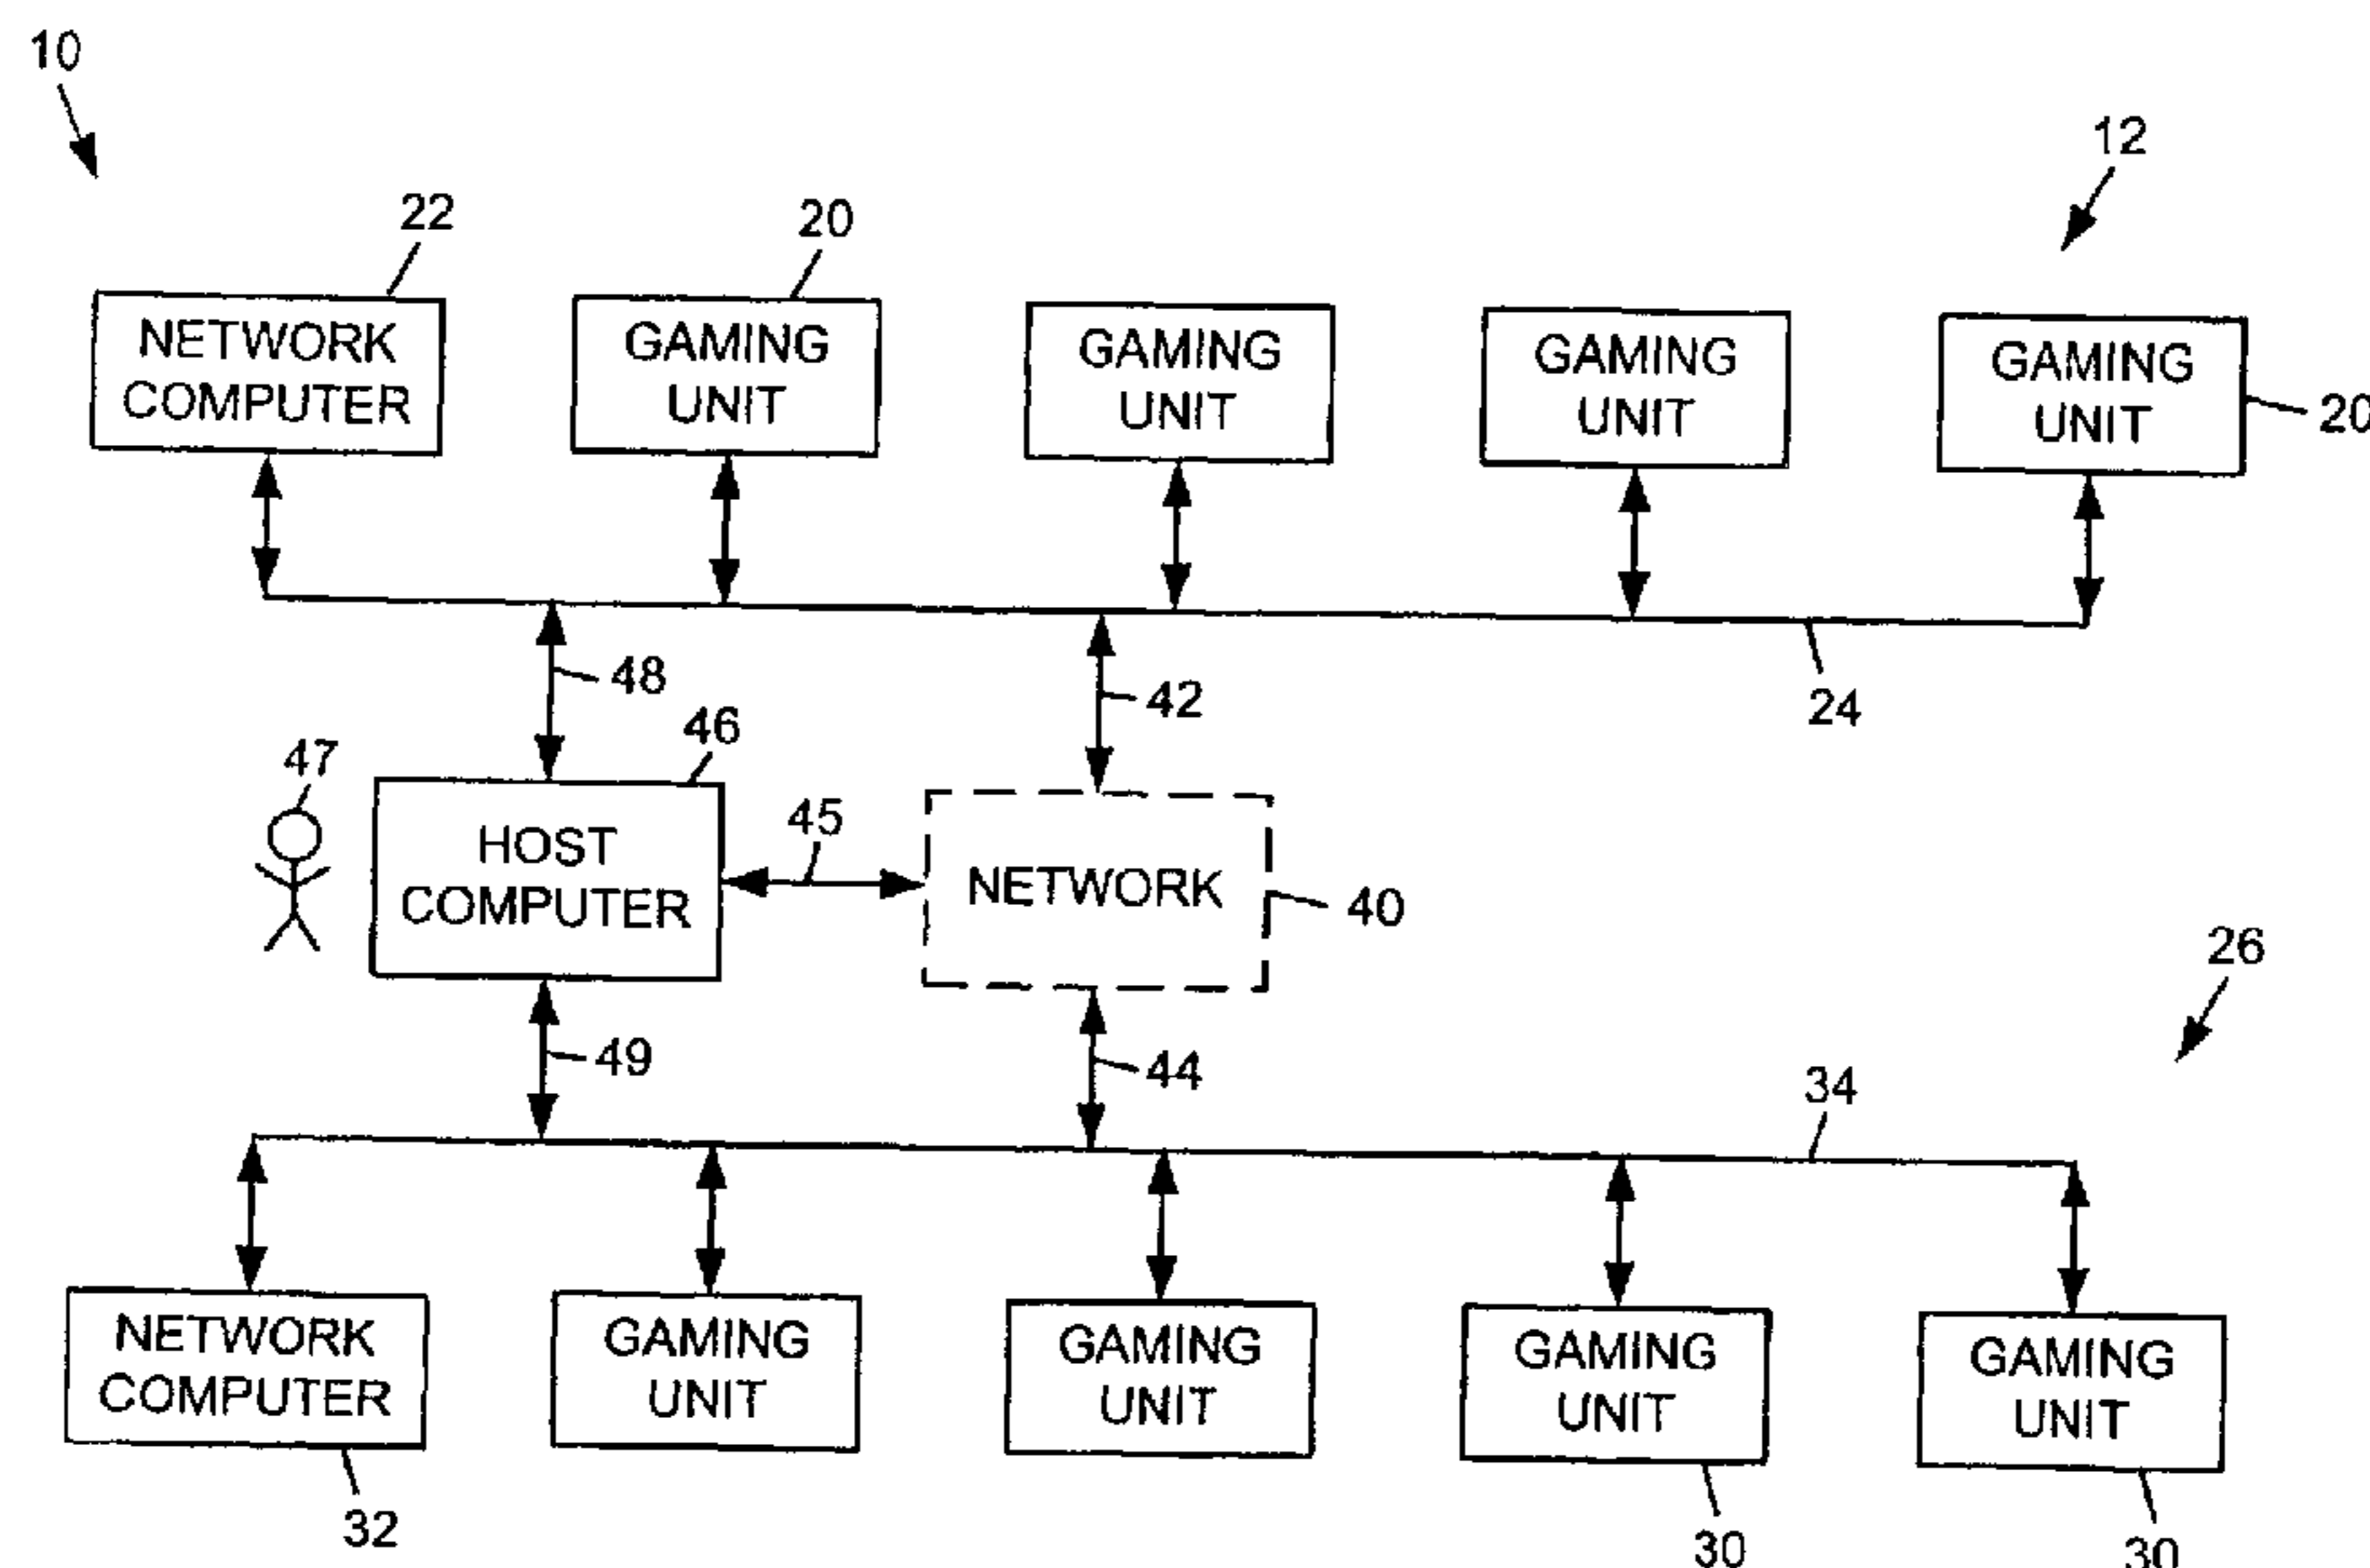 10
12
22
20
NETWORK
COMPUTER
GAMING
UNIT
GAMING
UNIT
GAMING
UNIT
GAMING
UNIT
20
48
42
24
47
46
HOST
COMPUTER
45
NETWORK
40
26
49
44
34
NETWORK
COMPUTER
GAMING
UNIT
GAMING
UNIT
GAMING
UNIT
GAMING
UNIT
32
30
30